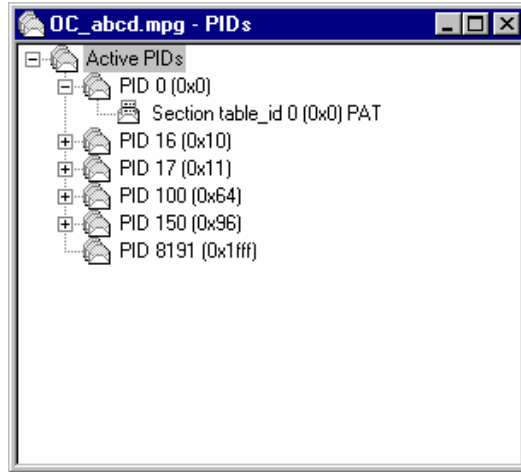 OC_abcd.mpg - PIDs
Active PIDs
PID 0 (0x0)
Section table_id 0 (0x0) PAT
PID 16 (0x10)
PID 17 (0x11)
PID 100 (0x64)
PID 150 (0x96)
PID 8191 (0x1fff)